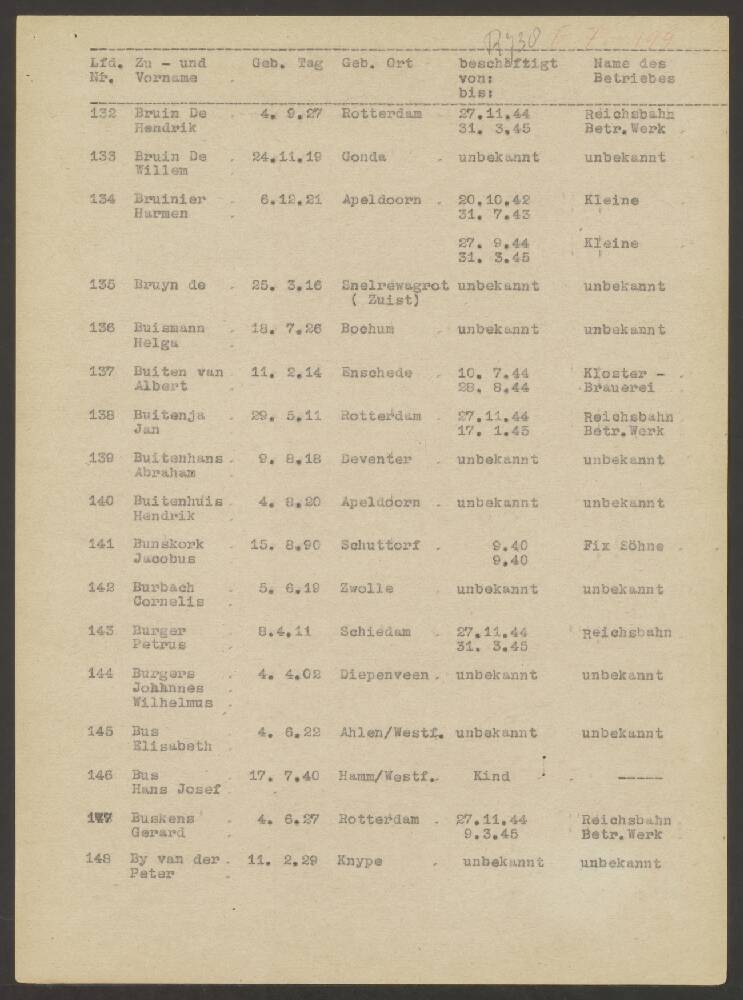 R738 F 7 199
Lfd. Zu - und Geb. Tag Geb. Ort beschäftigt Name des
Nr. Vorname von: Betriebes
bis:
132 Bruin De 4. 9.27 Rotterdam 27.11.44 Reichsbahn
Hendrik 31. 3.45 Betr.Werk
133 Bruin De 24.11.19 Gonda unbekannt unbekannt
Willem
134 Bruinier 6.12.21 Apeldoorn 20.10.42 Kleine
Harmen 31. 7.43
27. 9.44 Kleine
31. 3.45
135 Bruyn de 25. 3.16 Snelrewagrot unbekannt unbekannt
( Zuist)
136 Buismann 18. 7.26 Bochum unbekannt unbekannt
Helga
137 Buiten van 11. 2.14 Enschede 10. 7.44 Kloster -
Albert 28. 8.44 Brauerei
138 Buitenja 29. 5.11 Rotterdam 27.11.44 Reichsbahn
Jan 17. 1.45 Betr.Werk
139 Buitenhans 9. 8.18 Deventer unbekannt unbekannt
Abraham
140 Buitenhuis 4. 8.20 Apeldoorn unbekannt unbekannt
Hendrik
141 Bunskork 15. 8.90 Schuttorf 9.40 Fix Söhne
Jacobus 9.40
142 Burbach 5. 6.19 Zwolle unbekannt unbekannt
Cornelis
143 Burger 8.4.11 Schiedam 27.11.44 Reichsbahn
Petrus 31. 3.45
144 Burgers 4. 4.02 Diepenveen unbekannt unbekannt
Johhnnes
Wilhelmus
145 Bus 4. 6.22 Ahlen/Westf. unbekannt unbekannt
Elisabeth
146 Bus 17. 7.40 Hamm/Westf. Kind -----
Hans Josef
147 Buskens 4. 6.27 Rotterdam 27.11.44 Reichsbahn
Gerard 9.3.45 Betr.Werk
148 By van der 11. 2.29 Knype unbekannt unbekannt
Peter